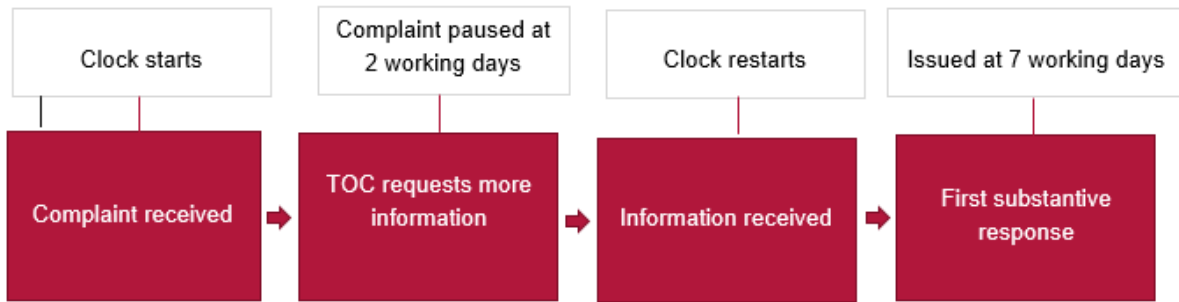 Clock starts
Complaint paused at
2 working days
Clock restarts
Issued at 7 working days
Complaint received
TOC requests more
information
Information received
First substantive
response